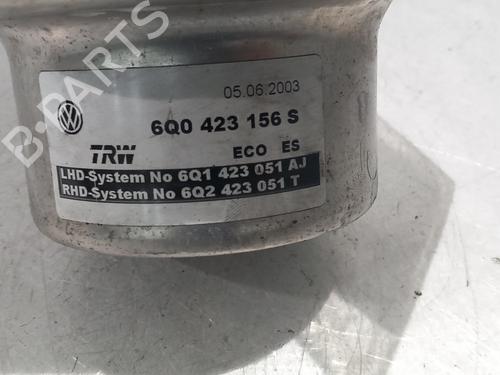 B-PARTS
05.06.2003
6Q0 423 156 S
TRW ECO ES
LHD-System No 6Q1 423 051 AJ
RHD-System No 6Q2 423 051 T